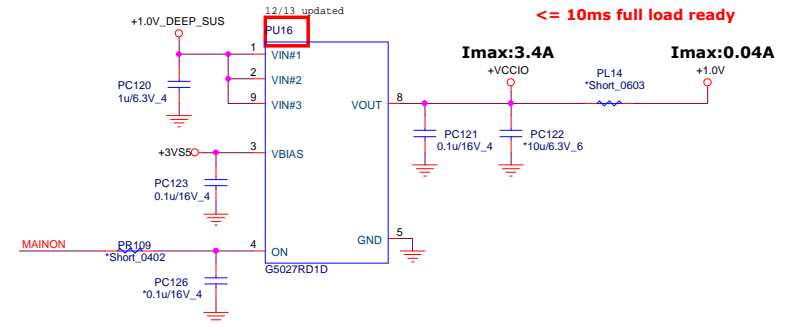 12/13 updated
<= 10ms full load ready
+1.0V_DEEP_SUS
PU16
Imax:3.4A
Imax:0.04A
1
VIN#1
+VCCIO
PL14
+1.0V
2
VIN#2
*Short_0603
PC120
1u/6.3V_4
9
VIN#3
VOUT
8
PC121
0.1u/16V_4
PC122
*10u/6.3V_6
+3VS5
3
VBIAS
PC123
0.1u/16V_4
MAINON
PR109
*Short_0402
4
ON
GND
5
G5027RD1D
PC126
*0.1u/16V_4